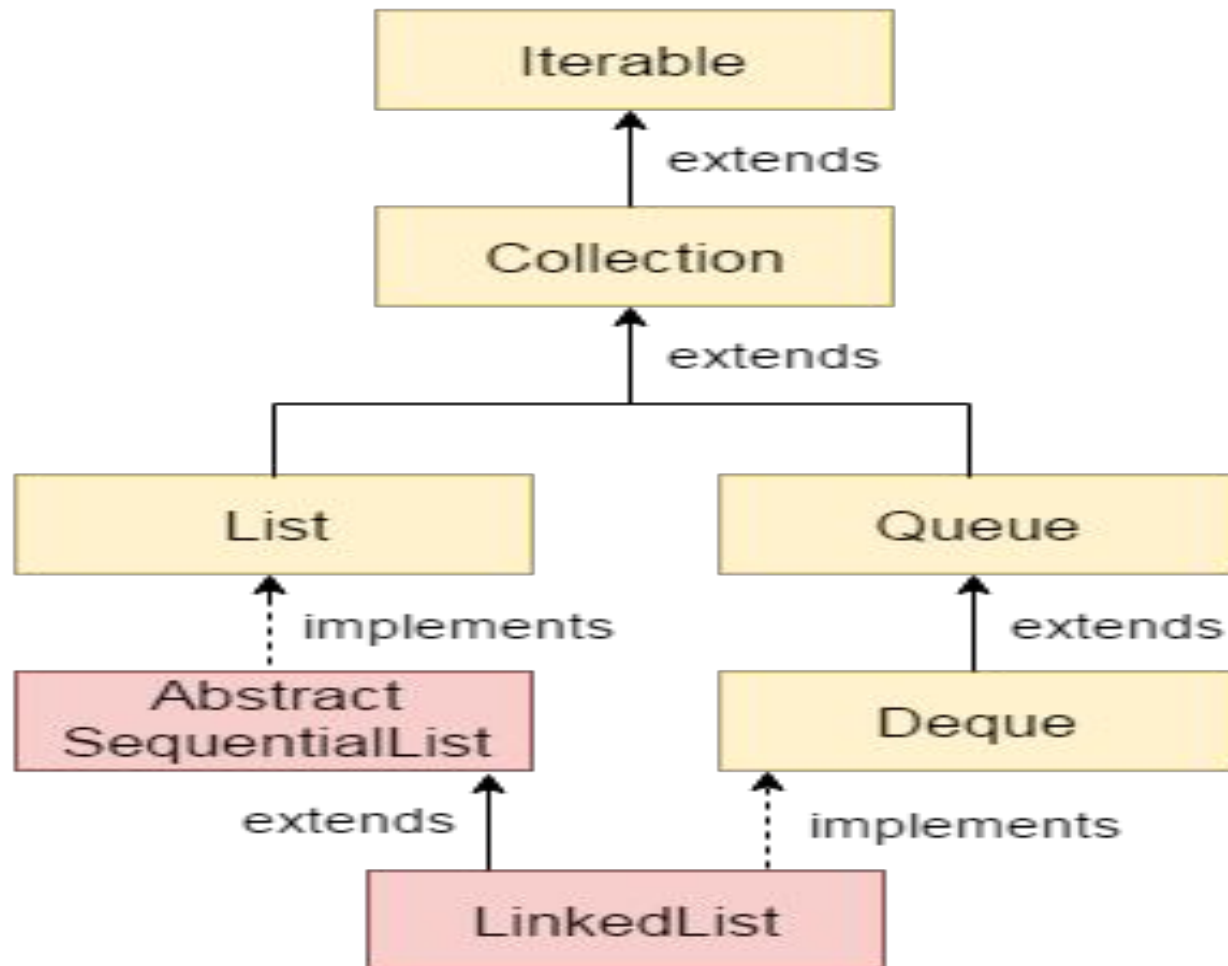 Iterable
extends
Collection
extends
List
Queue
implements
extends
Abstract
SequentialList
Deque
extends
implements
LinkedList